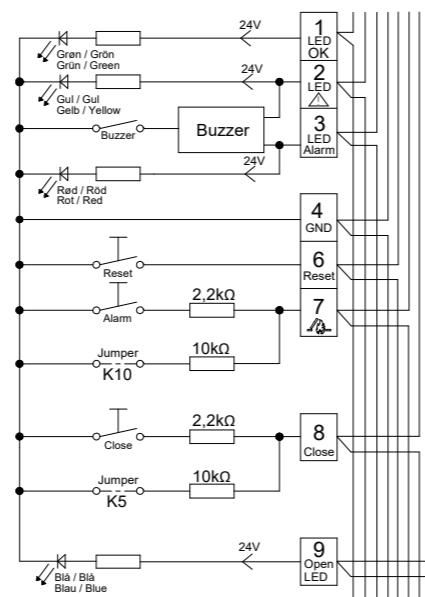 24V
1
LED
OK
Grøn / Grön
Grün / Green
24V
2
LED
Gul / Gul
Gelb / Yellow
Buzzer
Buzzer
3
LED
Alarm
24V
Rød / Röd
Rot / Red
4
GND
6
Reset
Reset
2,2kΩ
7
Alarm
Jumper
10kΩ
K10
2,2kΩ
8
Close
Close
Jumper
10kΩ
K5
24V
9
Open
LED
Blå / Blå
Blau / Blue